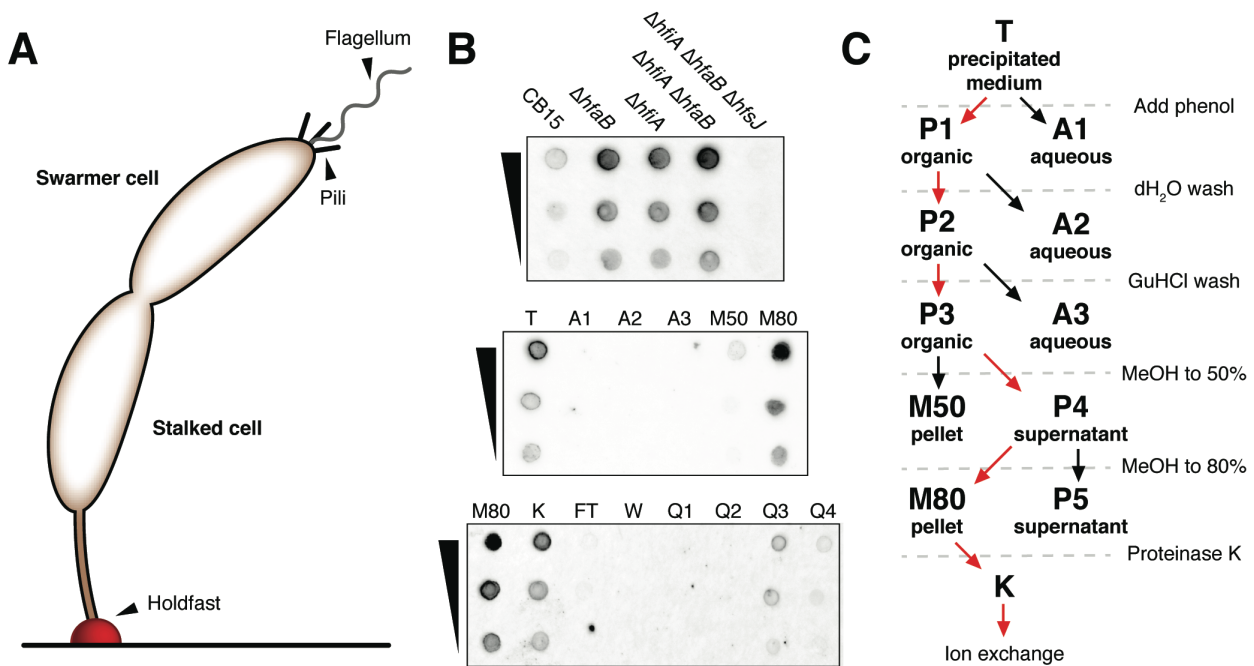 A
Flagellum
Swarmer cell
Pili
Stalked cell
Holdfast
B
CB15
ΔhfaB
ΔhfiA
ΔhfiA ΔhfaB
ΔhfiA ΔhfaB ΔhfsJ
T A1 A2 A3 M50 M80
M80 K FT W Q1 Q2 Q3 Q4
C
T
precipitated
medium
Add phenol
P1 A1
organic aqueous
dH₂O wash
P2 A2
organic aqueous
GuHCl wash
P3 A3
organic aqueous
MeOH to 50%
M50 P4
pellet supernatant
MeOH to 80%
M80 P5
pellet supernatant
Proteinase K
K
Ion exchange